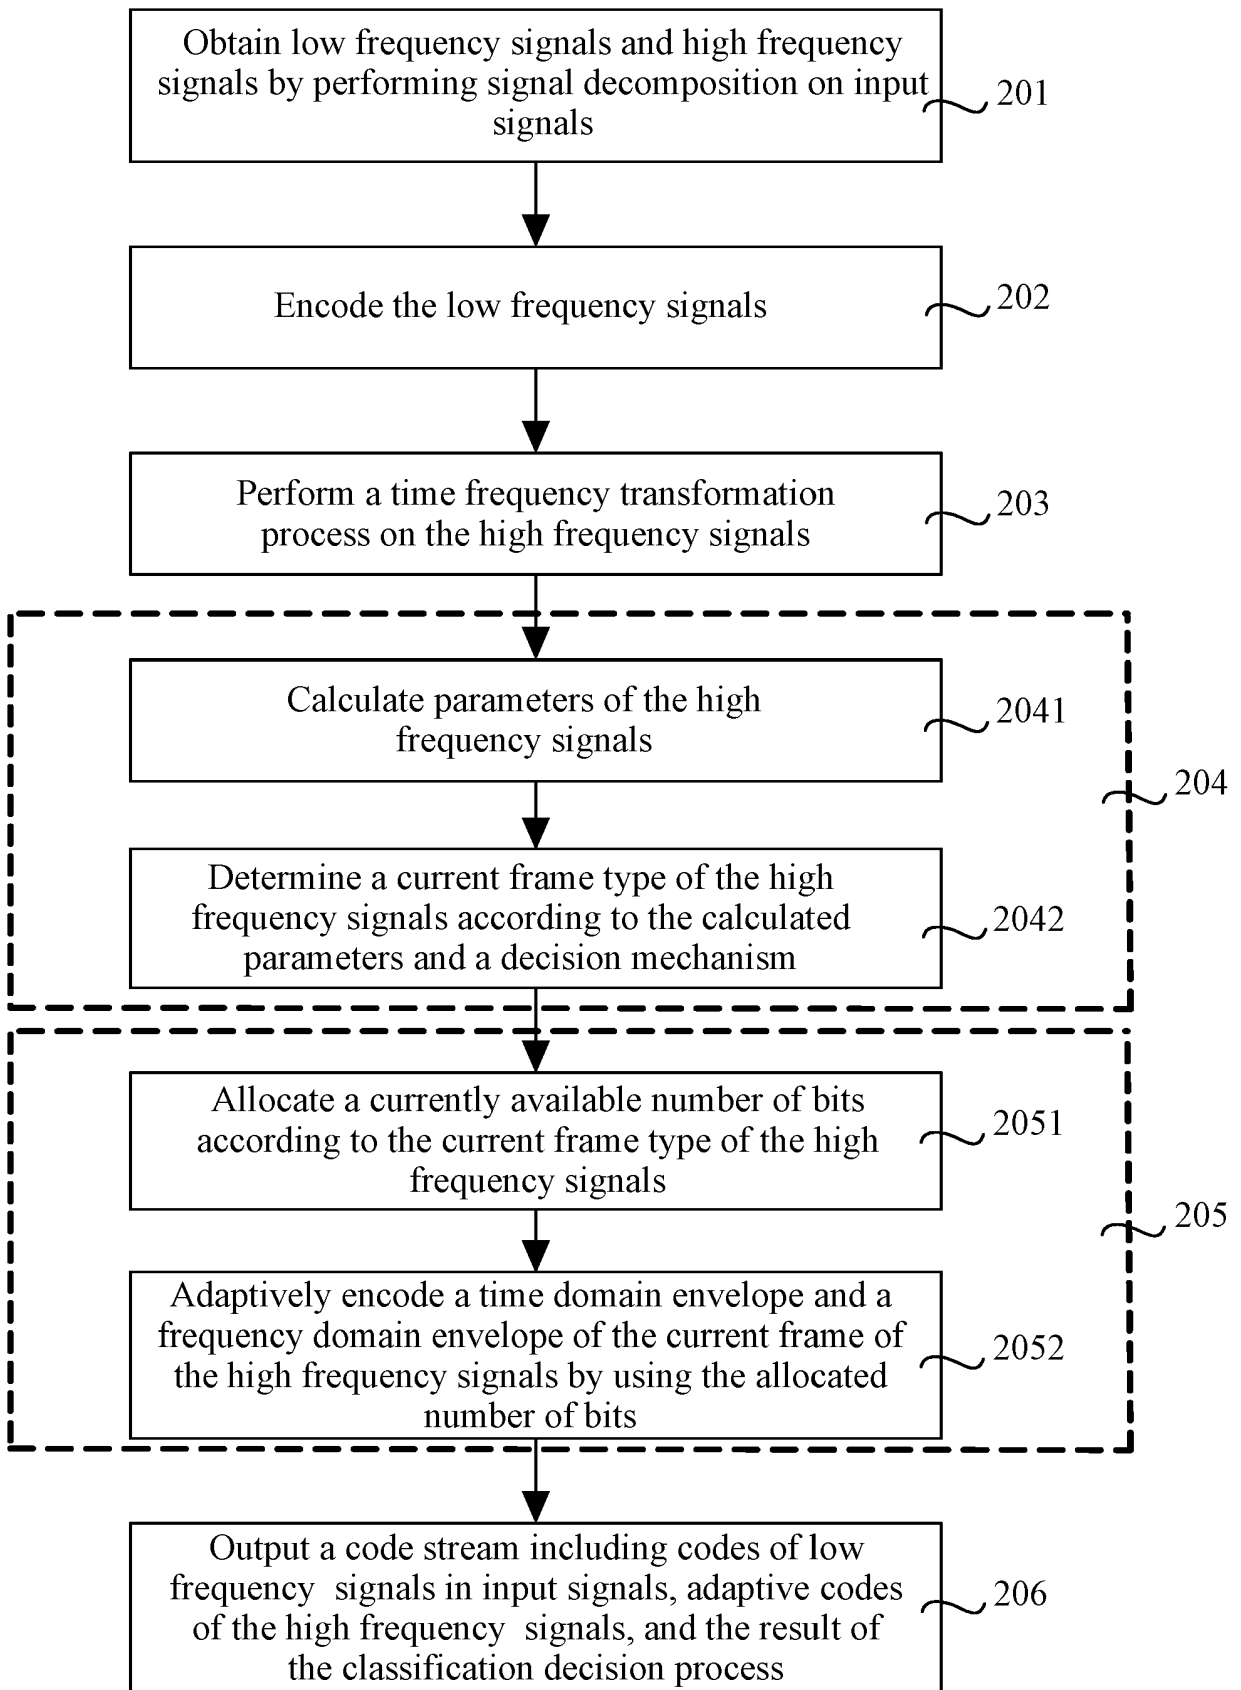 Obtain low frequency signals and high frequency
signals by performing signal decomposition on input
signals
201
Encode the low frequency signals
202
Perform a time frequency transformation
process on the high frequency signals
203
Calculate parameters of the high
frequency signals
2041
204
Determine a current frame type of the high
frequency signals according to the calculated
parameters and a decision mechanism
2042
Allocate a currently available number of bits
according to the current frame type of the high
frequency signals
2051
205
Adaptively encode a time domain envelope and a
frequency domain envelope of the current frame of
the high frequency signals by using the allocated
number of bits
2052
Output a code stream including codes of low
frequency signals in input signals, adaptive codes
of the high frequency signals, and the result of
the classification decision process
206